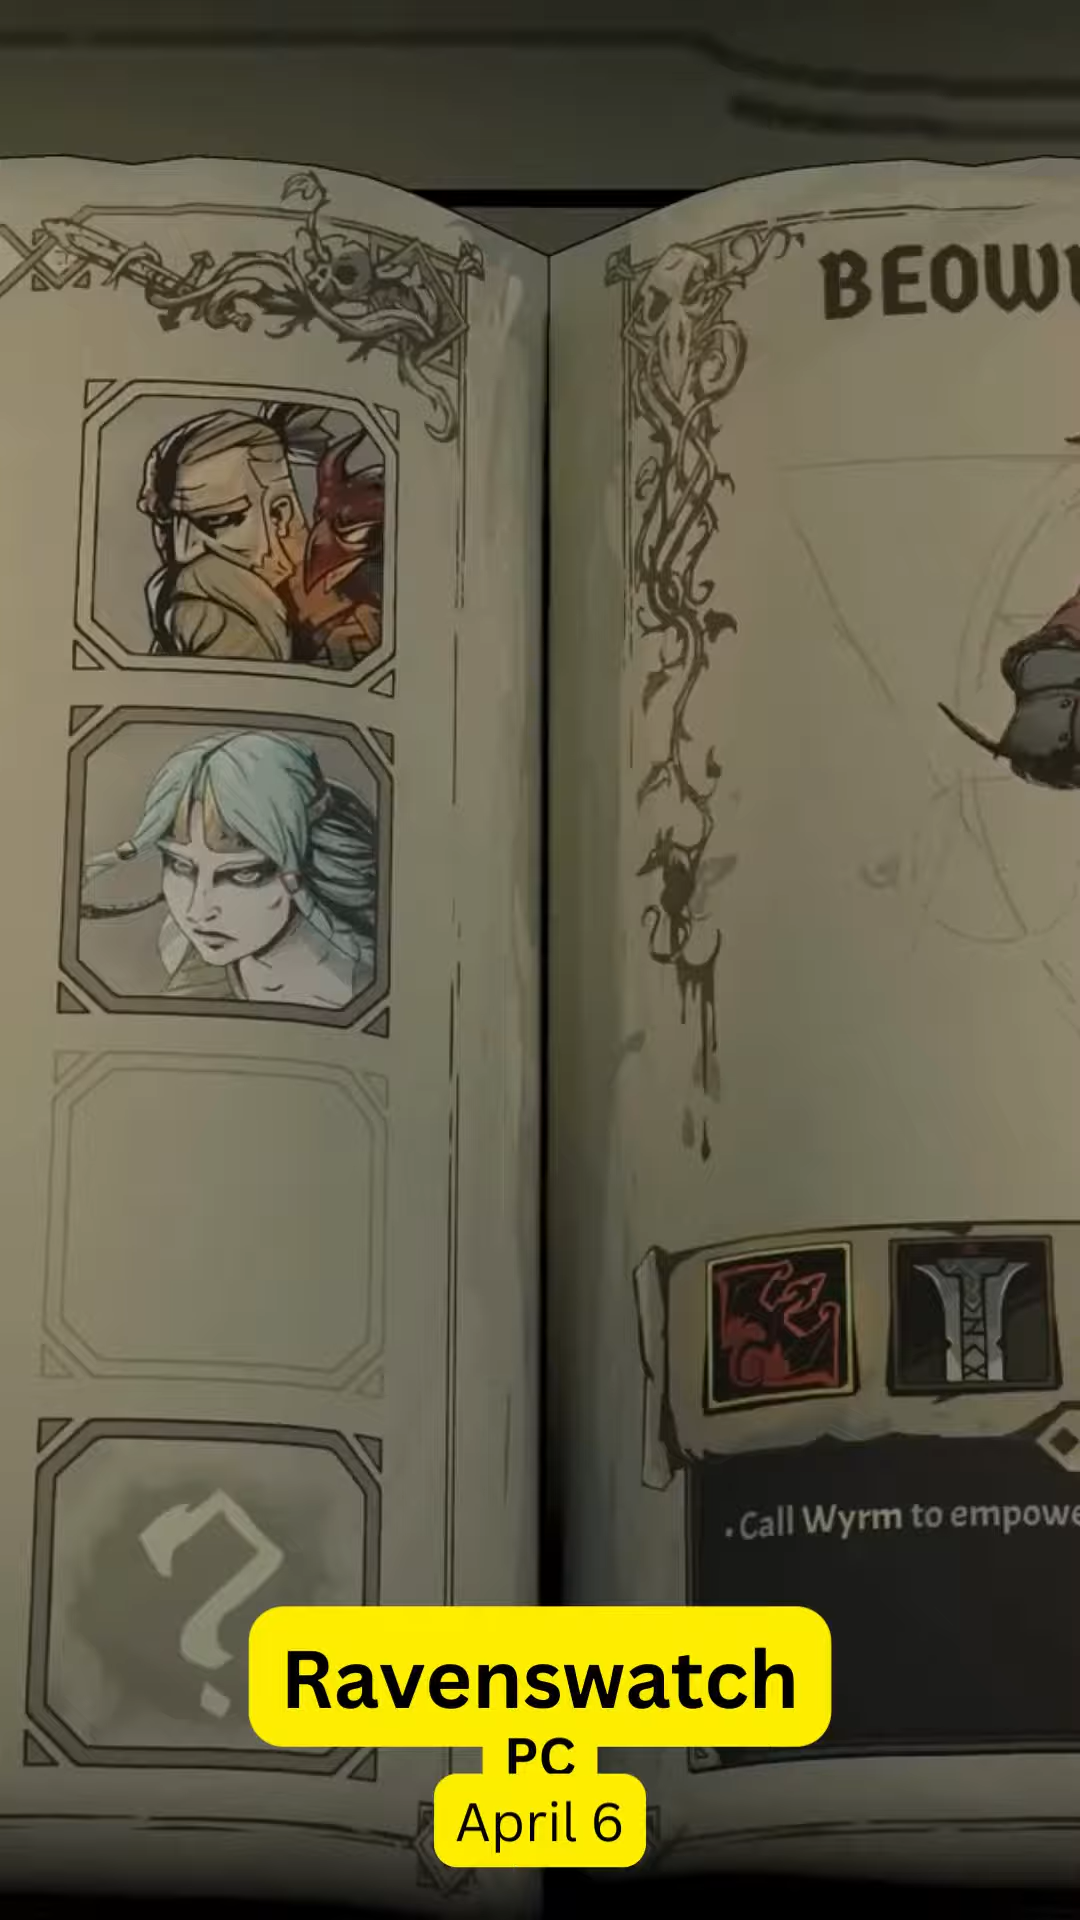 BEOWU
• Call Wyrm to empowe
?
Ravenswatch
PC
April 6